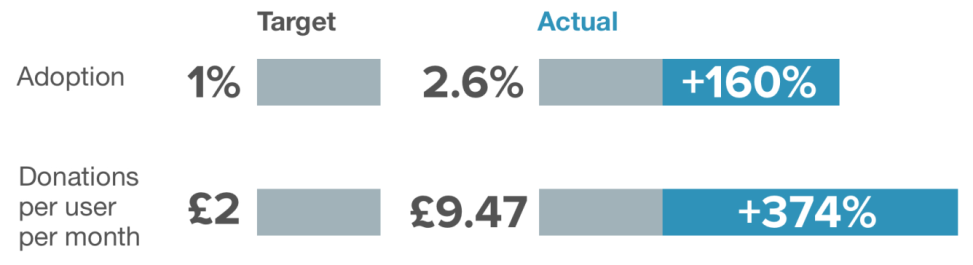 Target Actual
Adoption 1% 2.6% +160%
Donations
per user
per month
£2 £9.47 +374%